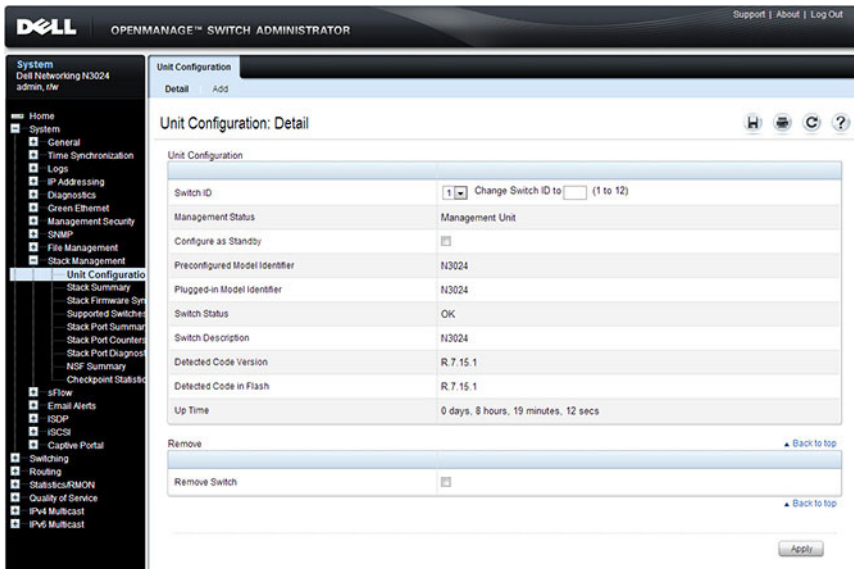 Support | About | Log Out
DELL OPENMANAGE™ SWITCH ADMINISTRATOR
System
Dell Networking N3024
admin, r/w
Home
System
General
Time Synchronization
Logs
IP Addressing
Diagnostics
Green Ethernet
Management Security
SNMP
File Management
Stack Management
Unit Configuratio
Stack Summary
Stack Firmware Syn
Supported Switches
Stack Port Summar
Stack Port Counters
Stack Port Diagnost
NSF Summary
Checkpoint Statistic
sFlow
Email Alerts
ISDP
iSCSI
Captive Portal
Switching
Routing
Statistics/RMON
Quality of Service
IPv4 Multicast
IPv6 Multicast
Unit Configuration
Detail Add
Unit Configuration: Detail
?
Unit Configuration
Switch ID 1 Change Switch ID to (1 to 12)
Management Status Management Unit
Configure as Standby
Preconfigured Model Identifier N3024
Plugged-in Model Identifier N3024
Switch Status OK
Switch Description N3024
Detected Code Version R.7.15.1
Detected Code in Flash R.7.15.1
Up Time 0 days, 8 hours, 19 minutes, 12 secs
Remove Back to top
Remove Switch
Back to top
Apply